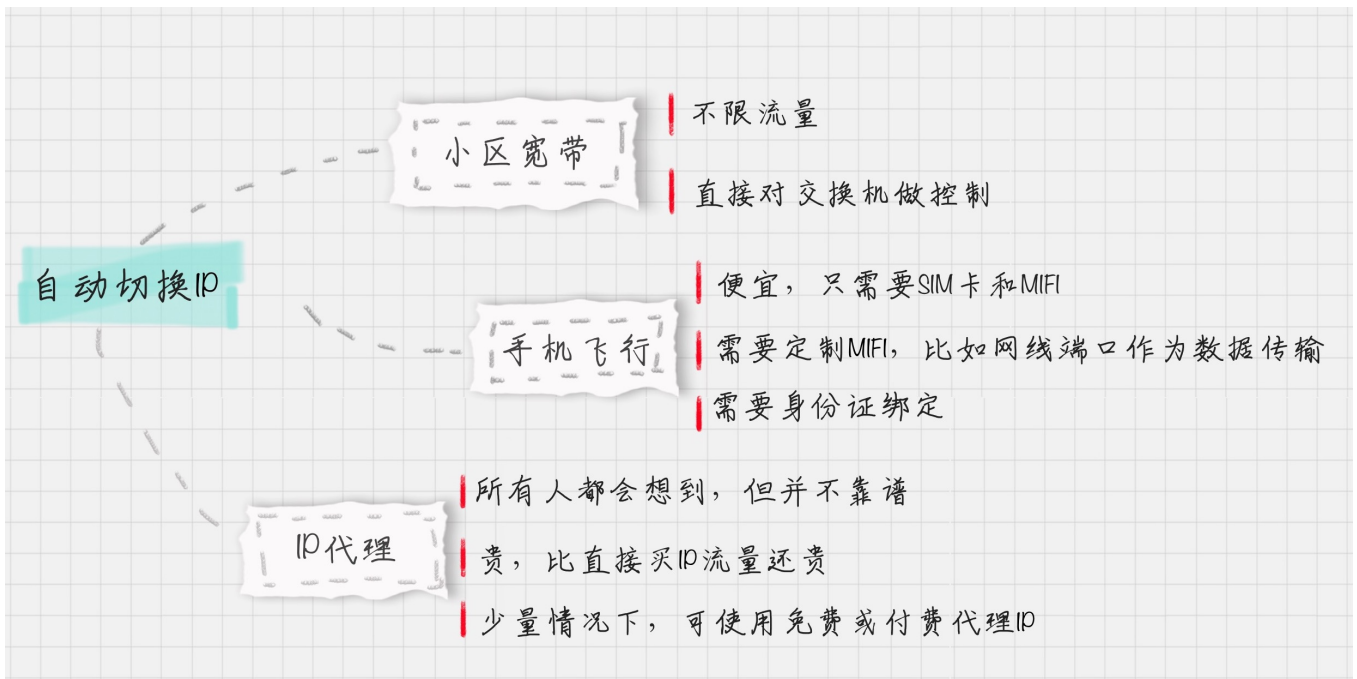 自动切换IP
小区宽带
不限流量
直接对交换机做控制
手机飞行
便宜，只需要SIM卡和MIFI
需要定制MIFI，比如网线端口作为数据传输
需要身份证绑定
IP代理
所有人都会想到，但并不靠谱
贵，比直接买IP流量还贵
少量情况下，可使用免费或付费代理IP